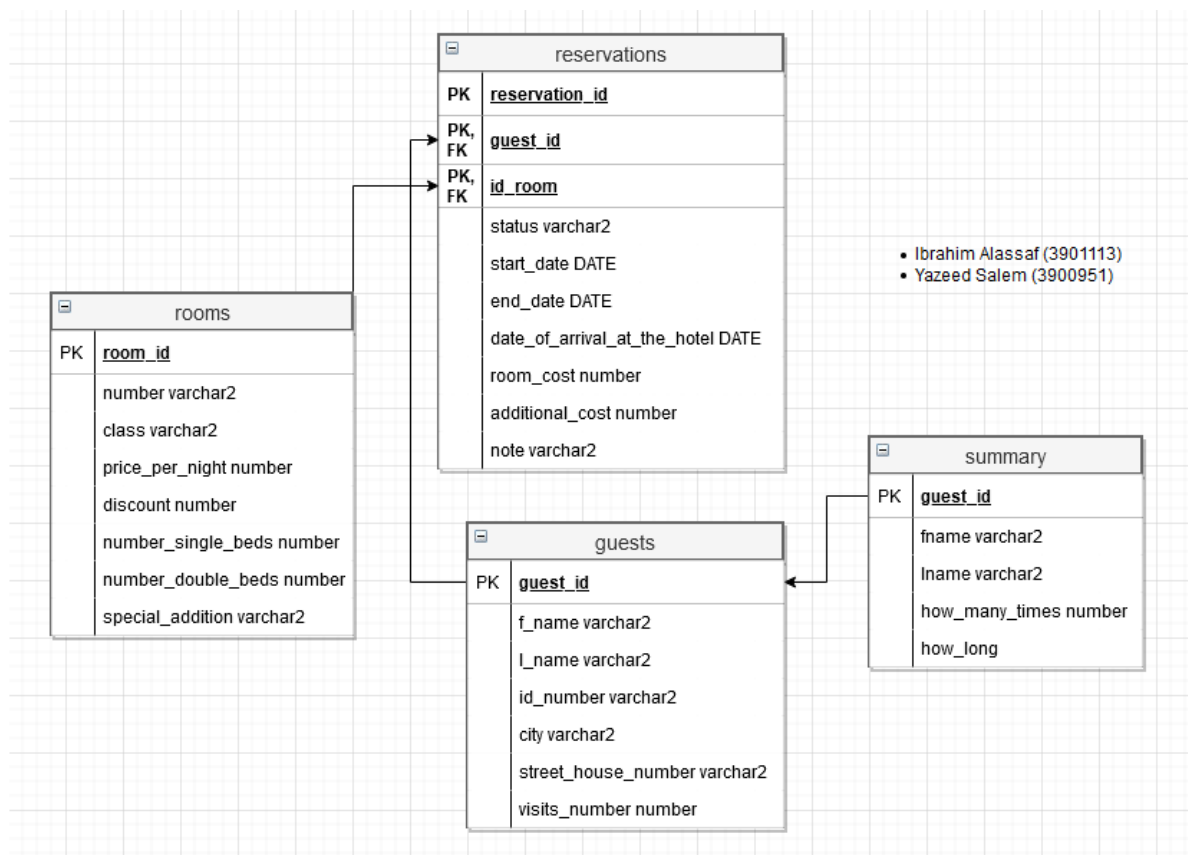 reservations
PK reservation_id
PK, FK guest_id
PK, FK id_room
status varchar2
start_date DATE
end_date DATE
date_of_arrival_at_the_hotel DATE
room_cost number
additional_cost number
note varchar2
• Ibrahim Alassaf (3901113)
• Yazeed Salem (3900951)
rooms
PK room_id
number varchar2
class varchar2
price_per_night number
discount number
number_single_beds number
number_double_beds number
special_addition varchar2
summary
PK guest_id
fname varchar2
lname varchar2
how_many_times number
how_long
guests
PK guest_id
f_name varchar2
l_name varchar2
id_number varchar2
city varchar2
street_house_number varchar2
visits_number number